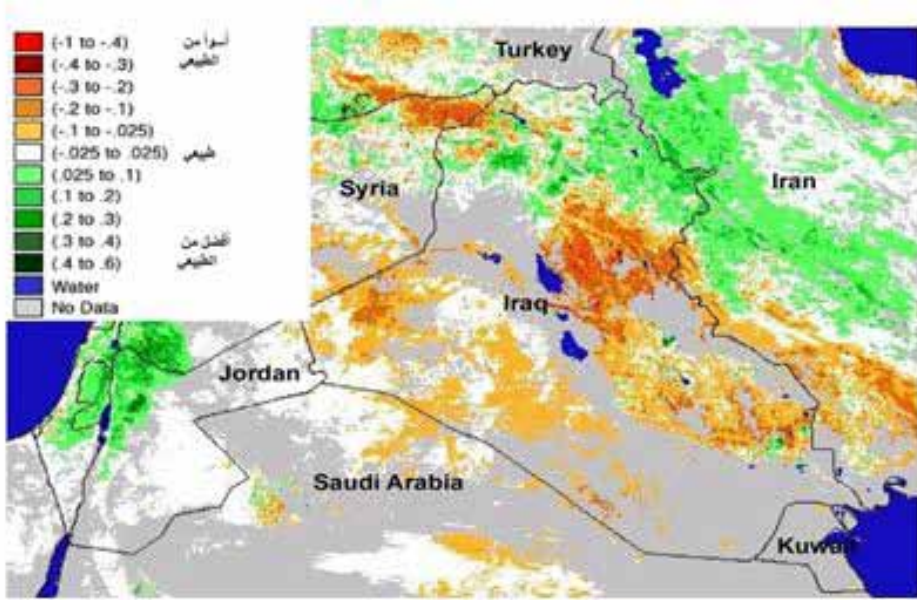 (-1 to -.4) أسوأ من
(-.4 to -.3) الطبيعي
(-.3 to -.2)
(-.2 to -.1)
(-.1 to -.025)
(-.025 to .025) طبيعي
(.025 to .1)
(.1 to .2)
(.2 to .3)
(.3 to .4) أفضل من
(.4 to .6) الطبيعي
Water
No Data
Turkey
Syria
Iran
Iraq
Jordan
Saudi Arabia
Kuwait